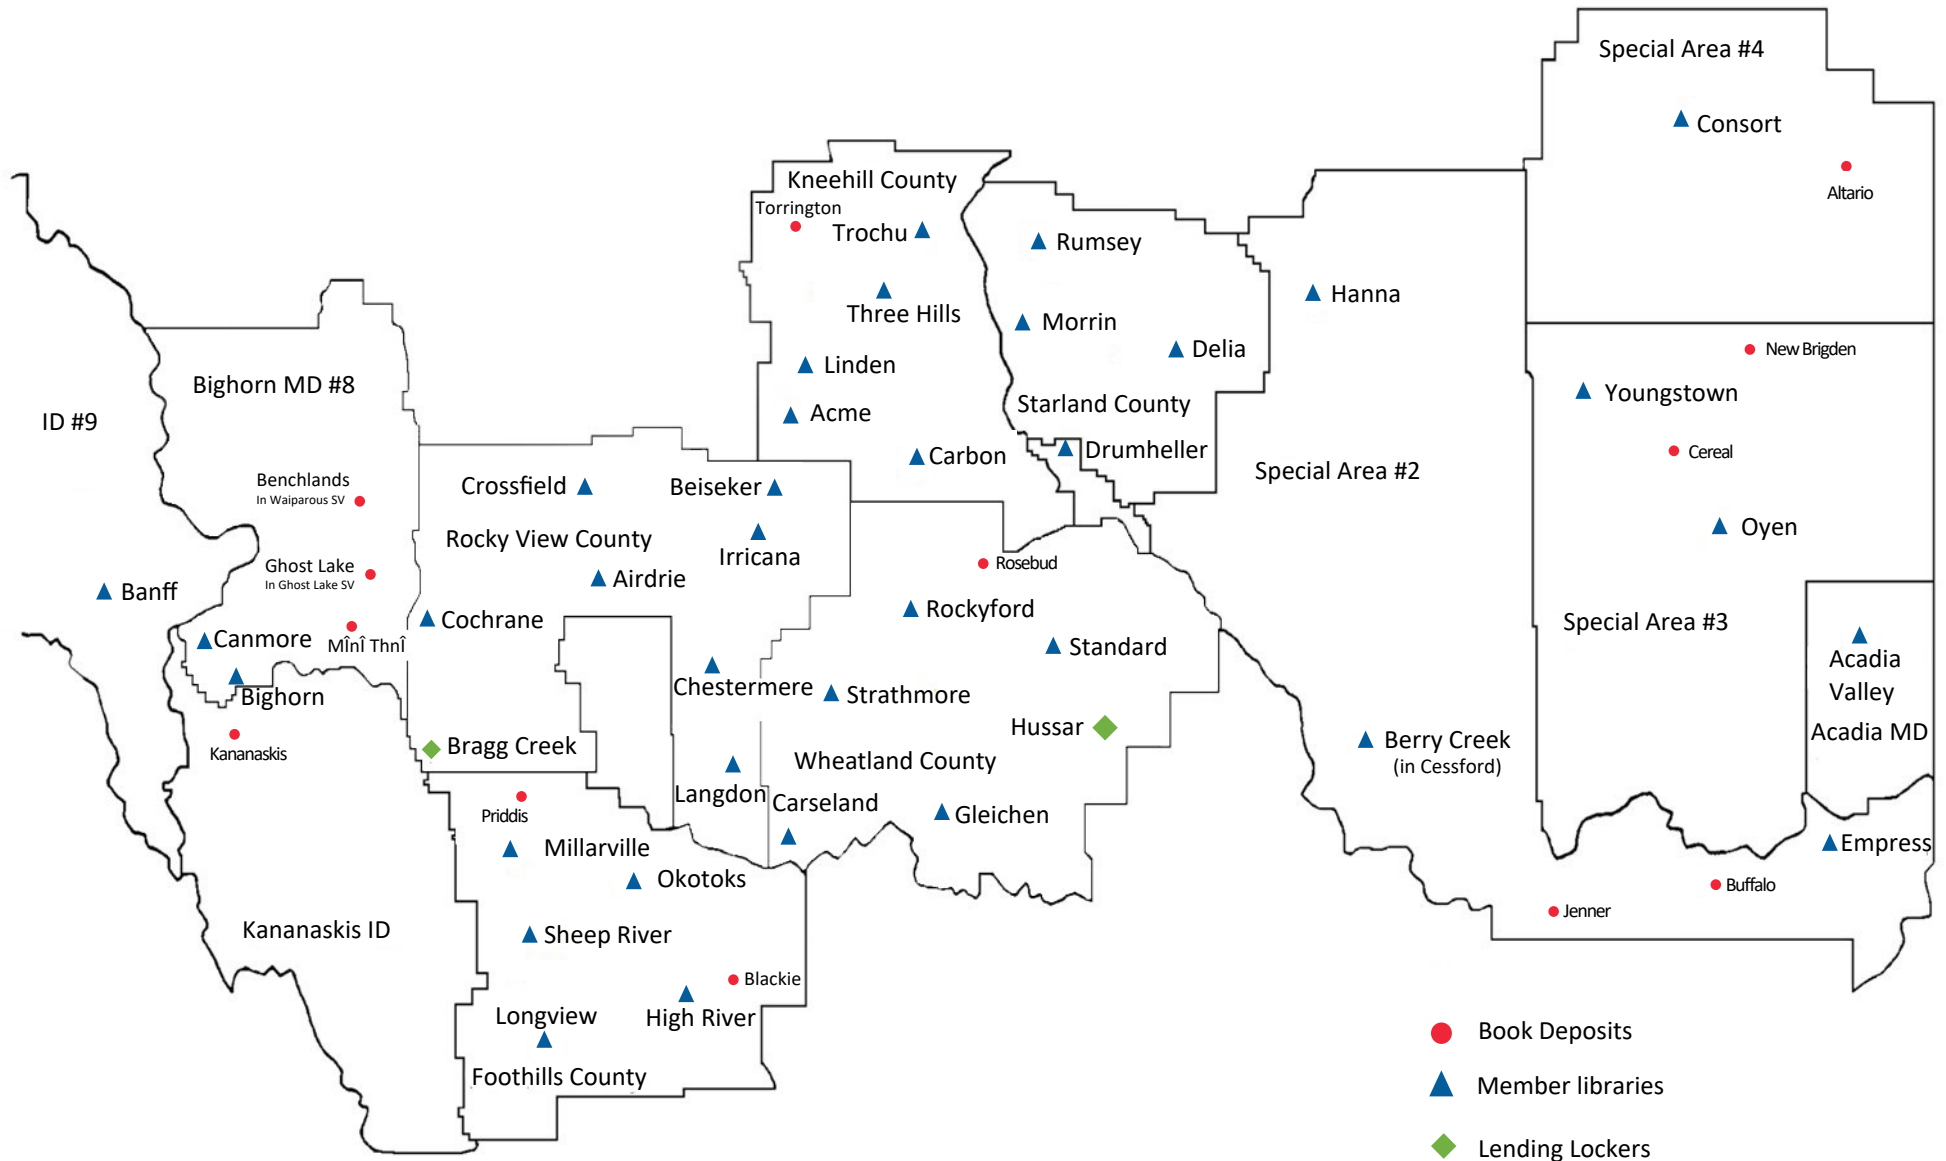 Special Area #4
Consort
Altario
Kneehill County
Torrington
Trochu
Rumsey
Hanna
Three Hills
Morrin
Delia
New Brigden
Linden
Bighorn MD #8
Youngstown
Starland County
ID #9
Acme
Drumheller
Carbon
Cereal
Special Area #2
Benchlands
In Waiparous SV
Crossfield
Beiseker
Oyen
Rocky View County
Irricana
Ghost Lake
In Ghost Lake SV
Rosebud
Airdrie
Banff
Rockyford
Cochrane
Special Area #3
Canmore
MÎnÎ ThnÎ
Standard
Acadia
Valley
Chestermere
Strathmore
Bighorn
Hussar
Acadia MD
Kananaskis
Bragg Creek
Berry Creek
(in Cessford)
Wheatland County
Langdon
Carseland
Priddis
Gleichen
Millarville
Empress
Okotoks
Buffalo
Jenner
Kananaskis ID
Sheep River
Blackie
Longview
High River
Foothills County
Book Deposits
Member libraries
Lending Lockers